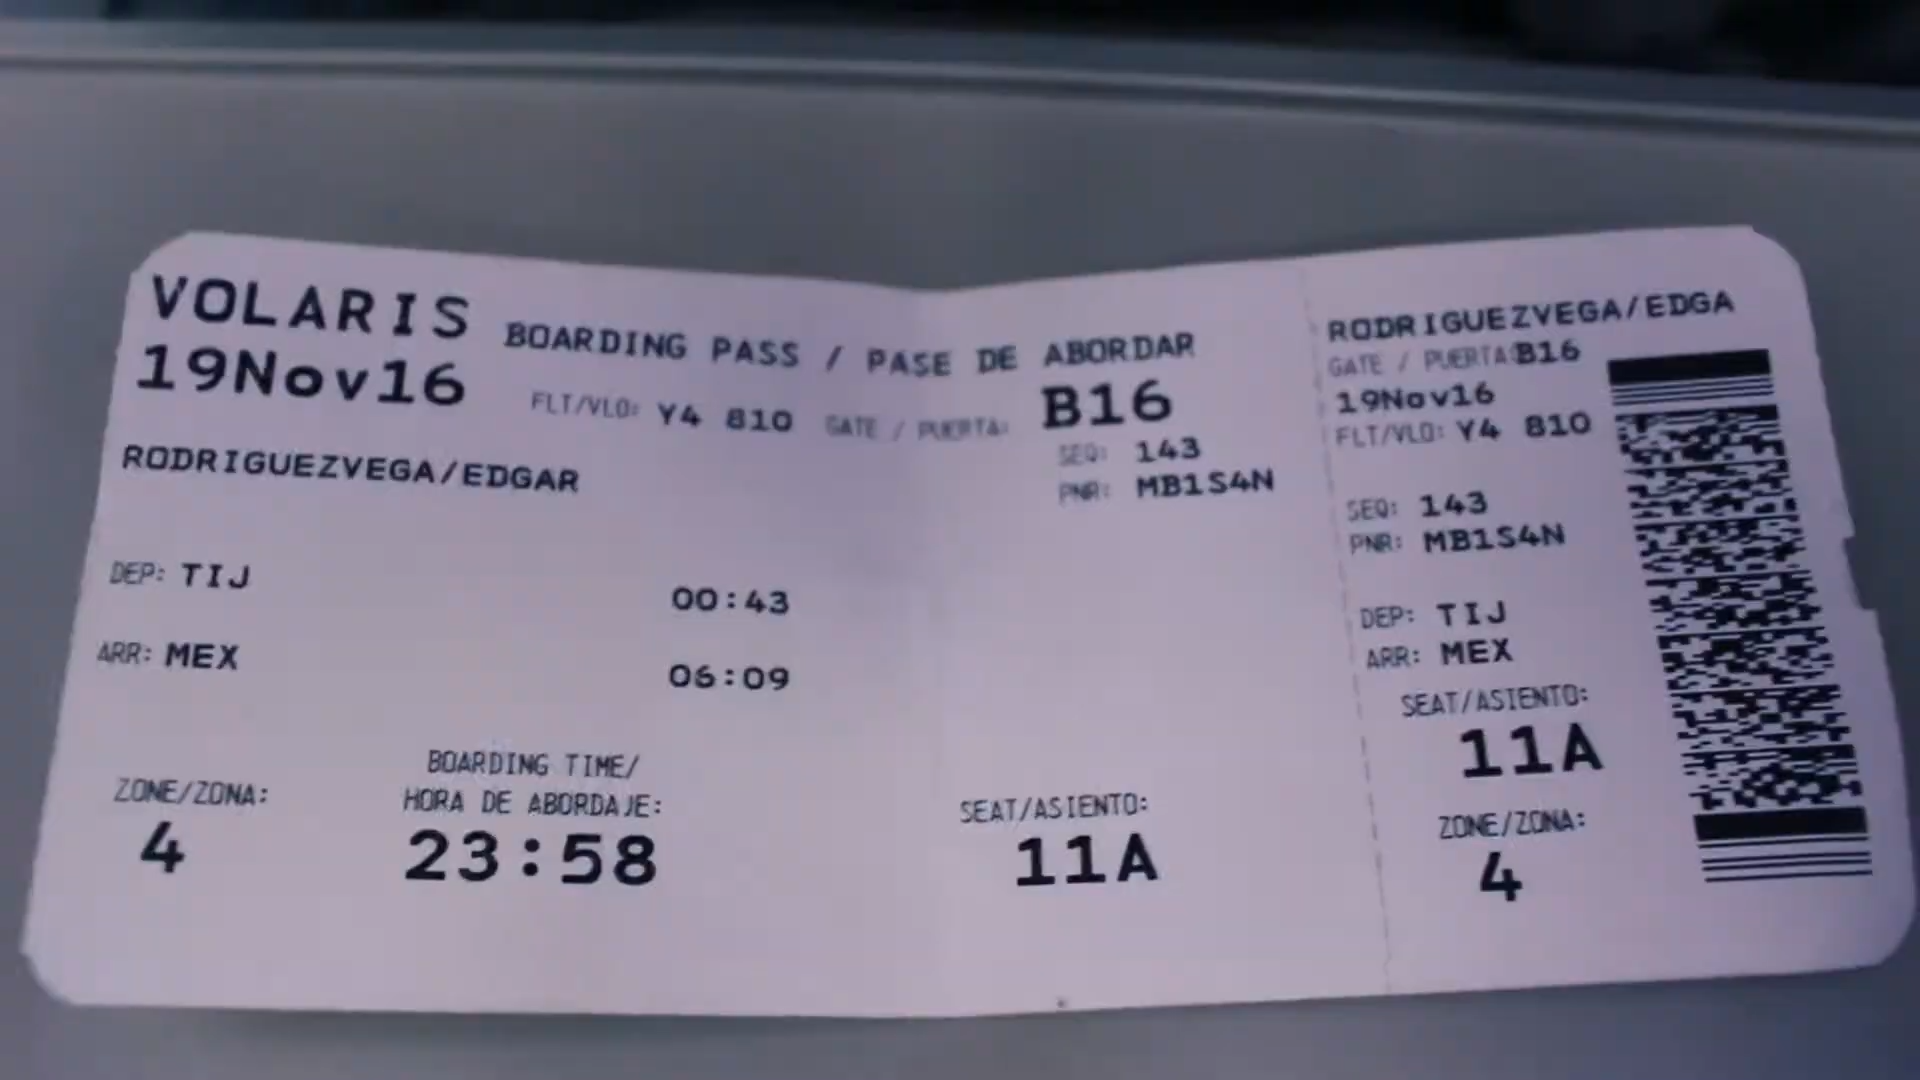 VOLARIS
BOARDING PASS / PASE DE ABORDAR
19Nov16
FLT/VLO: Y4 810 GATE / PUERTA: B16
SEQ: 143
PNR: MB1S4N
RODRIGUEZVEGA/EDGAR
DEP: TIJ 00:43
ARR: MEX 06:09
ZONE/ZONA:
4
BOARDING TIME/
HORA DE ABORDAJE:
23:58
SEAT/ASIENTO:
11A
RODRIGUEZVEGA/EDGA
GATE / PUERTA:B16
19Nov16
FLT/VLO: Y4 810
SEQ: 143
PNR: MB1S4N
DEP: TIJ
ARR: MEX
SEAT/ASIENTO:
11A
ZONE/ZONA:
4